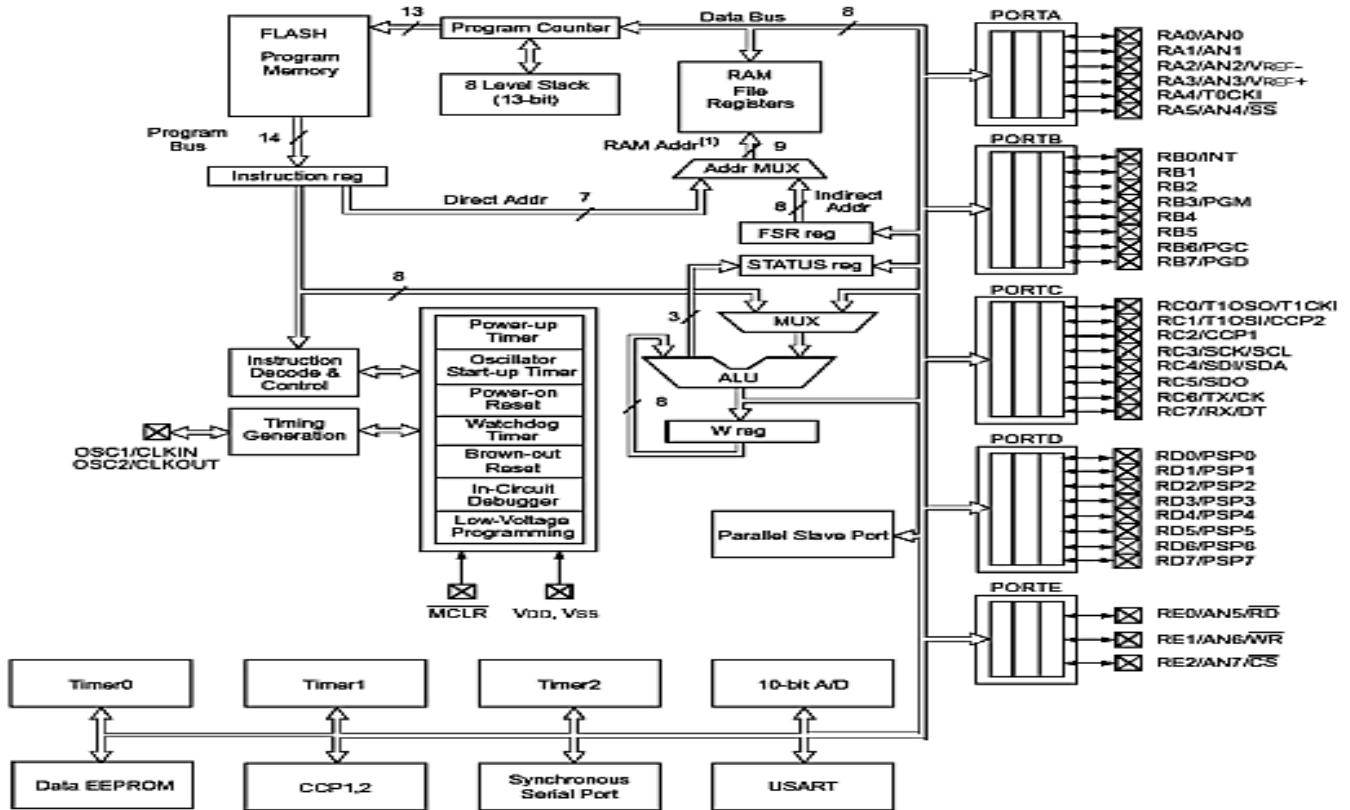 13
Data Bus
8
PORTA
FLASH
Program
Memory
Program Counter
8 Level Stack
(13-bit)
RAM
File
Registers
RA0/AN0
RA1/AN1
RA2/AN2/VREF-
RA3/AN3/VREF+
RA4/T0CKI
RA5/AN4/SS
Program
Bus
14
RAM Addr(1)
9
PORTB
Instruction reg
Addr MUX
RB0/INT
RB1
RB2
RB3/PGM
RB4
RB5
RB6/PGC
RB7/PGD
Direct Addr
7
8
Indirect
Addr
FSR reg
STATUS reg
8
3
MUX
PORTC
RC0/T1OSO/T1CKI
RC1/T1OSI/CCP2
RC2/CCP1
RC3/SCK/SCL
RC4/SDI/SDA
RC5/SDO
RC6/TX/CK
RC7/RX/DT
Power-up
Timer
Oscillator
Start-up Timer
Power-on
Reset
Watchdog
Timer
Brown-out
Reset
In-Circuit
Debugger
Low-Voltage
Programming
Instruction
Decode &
Control
Timing
Generation
OSC1/CLKIN
OSC2/CLKOUT
ALU
8
W reg
PORTD
RD0/PSP0
RD1/PSP1
RD2/PSP2
RD3/PSP3
RD4/PSP4
RD5/PSP5
RD6/PSP6
RD7/PSP7
Parallel Slave Port
MCLR
VDD, VSS
PORTE
RE0/AN5/RD
RE1/AN6/WR
RE2/AN7/CS
Timer0
Timer1
Timer2
10-bit A/D
Data EEPROM
CCP1,2
Synchronous
Serial Port
USART